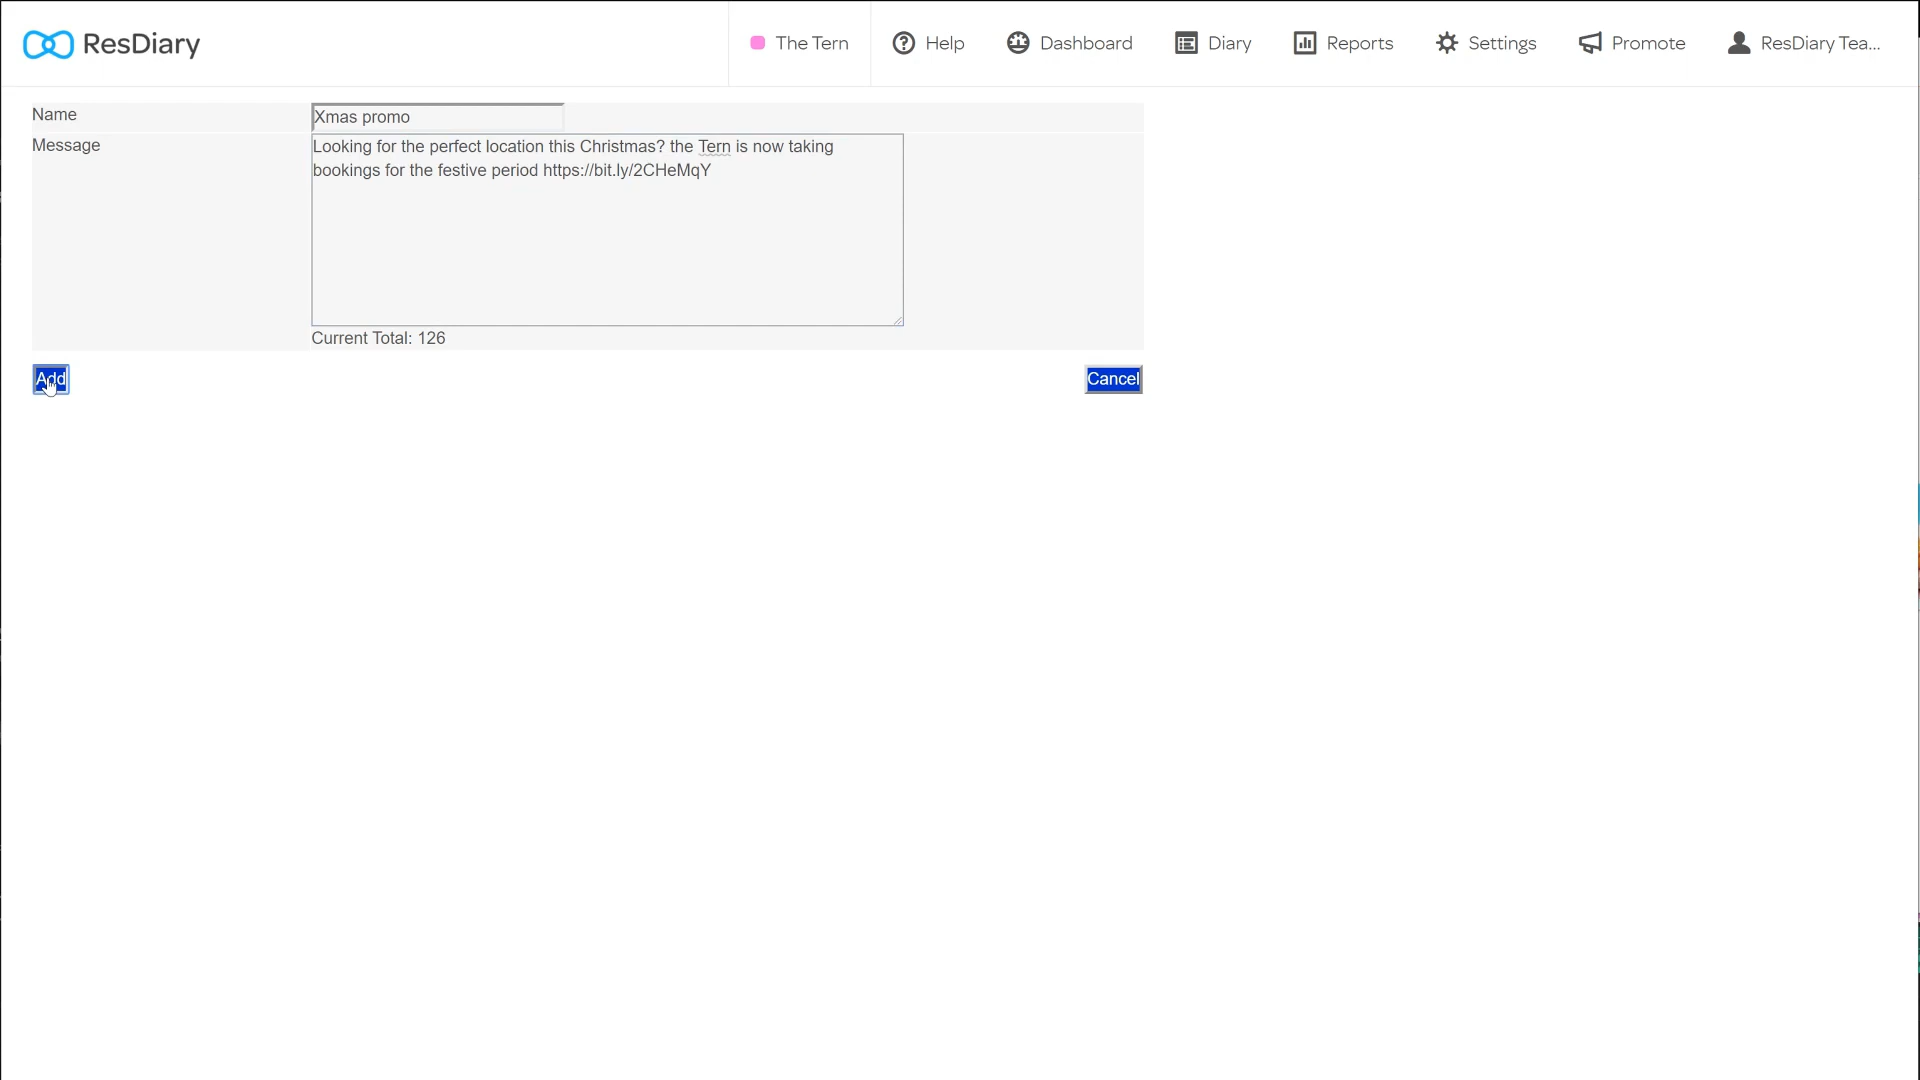 ResDiary
The Tern
Help
Dashboard
Diary
Reports
Settings
Promote
ResDiary Tea...
Name
Xmas promo
Message
Looking for the perfect location this Christmas? the Tern is now taking
bookings for the festive period https://bit.ly/2CHeMqY
Current Total: 126
Add
Cancel